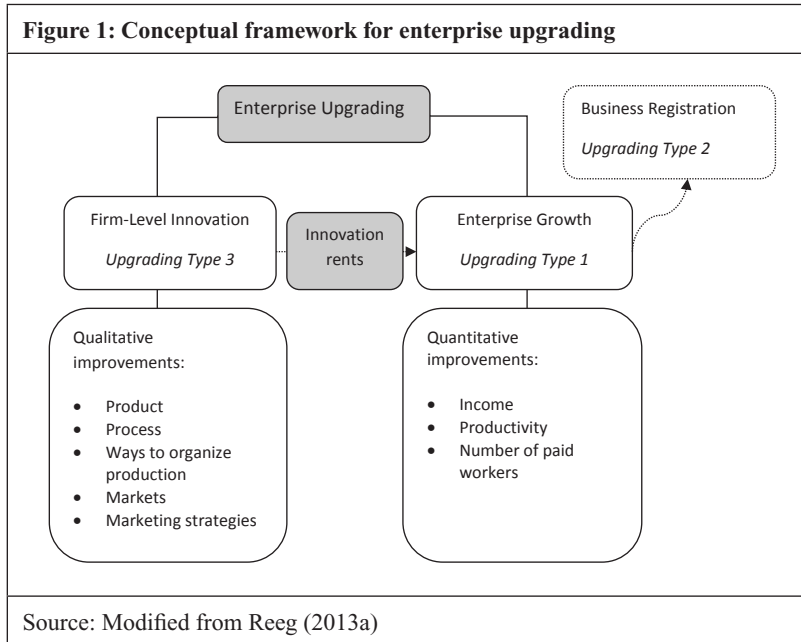 Figure 1: Conceptual framework for enterprise upgrading
Enterprise Upgrading
Business Registration
Upgrading Type 2
Firm-Level Innovation
Upgrading Type 3
Innovation
rents
Enterprise Growth
Upgrading Type 1
Qualitative
improvements:
• Product
• Process
• Ways to organize
production
• Markets
• Marketing strategies
Quantitative
improvements:
• Income
• Productivity
• Number of paid
workers
Source: Modified from Reeg (2013a)